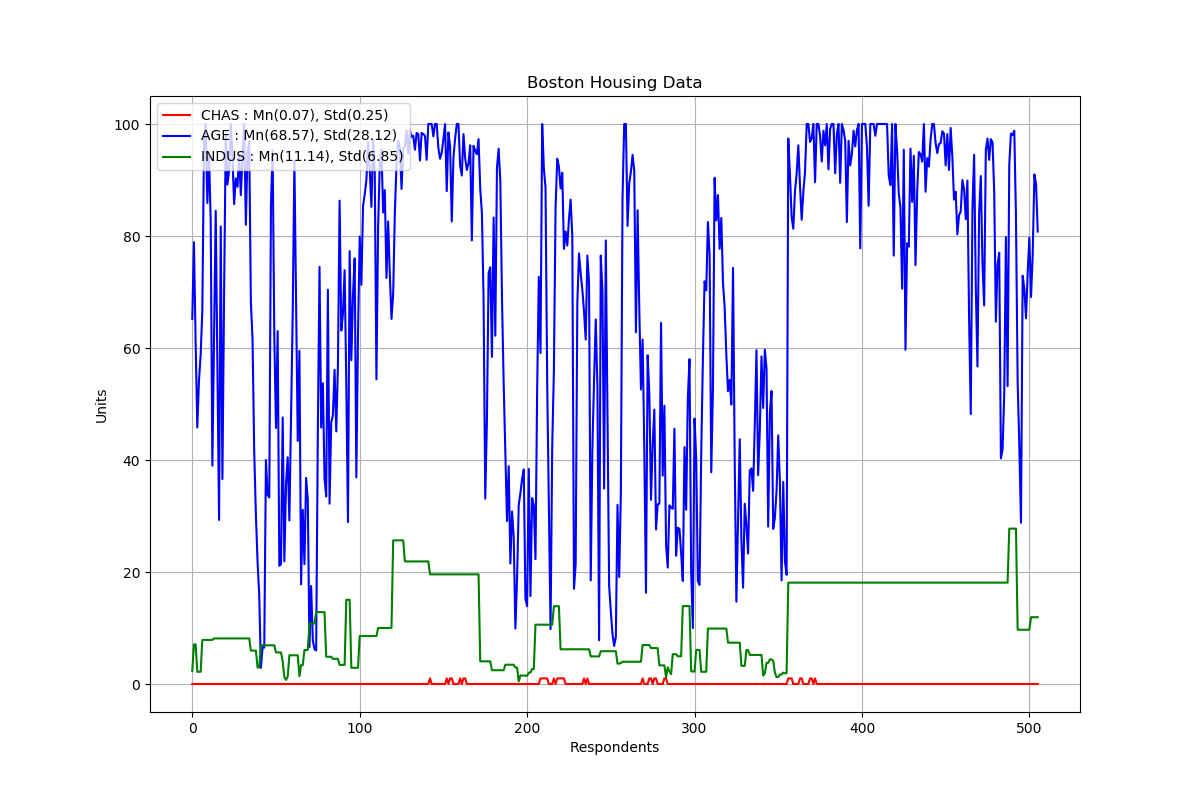 Boston Housing Data
CHAS : Mn(0.07), Std(0.25)
AGE : Mn(68.57), Std(28.12)
INDUS : Mn(11.14), Std(6.85)
100
80
60
40
20
0
Units
0 100 200 300 400 500
Respondents